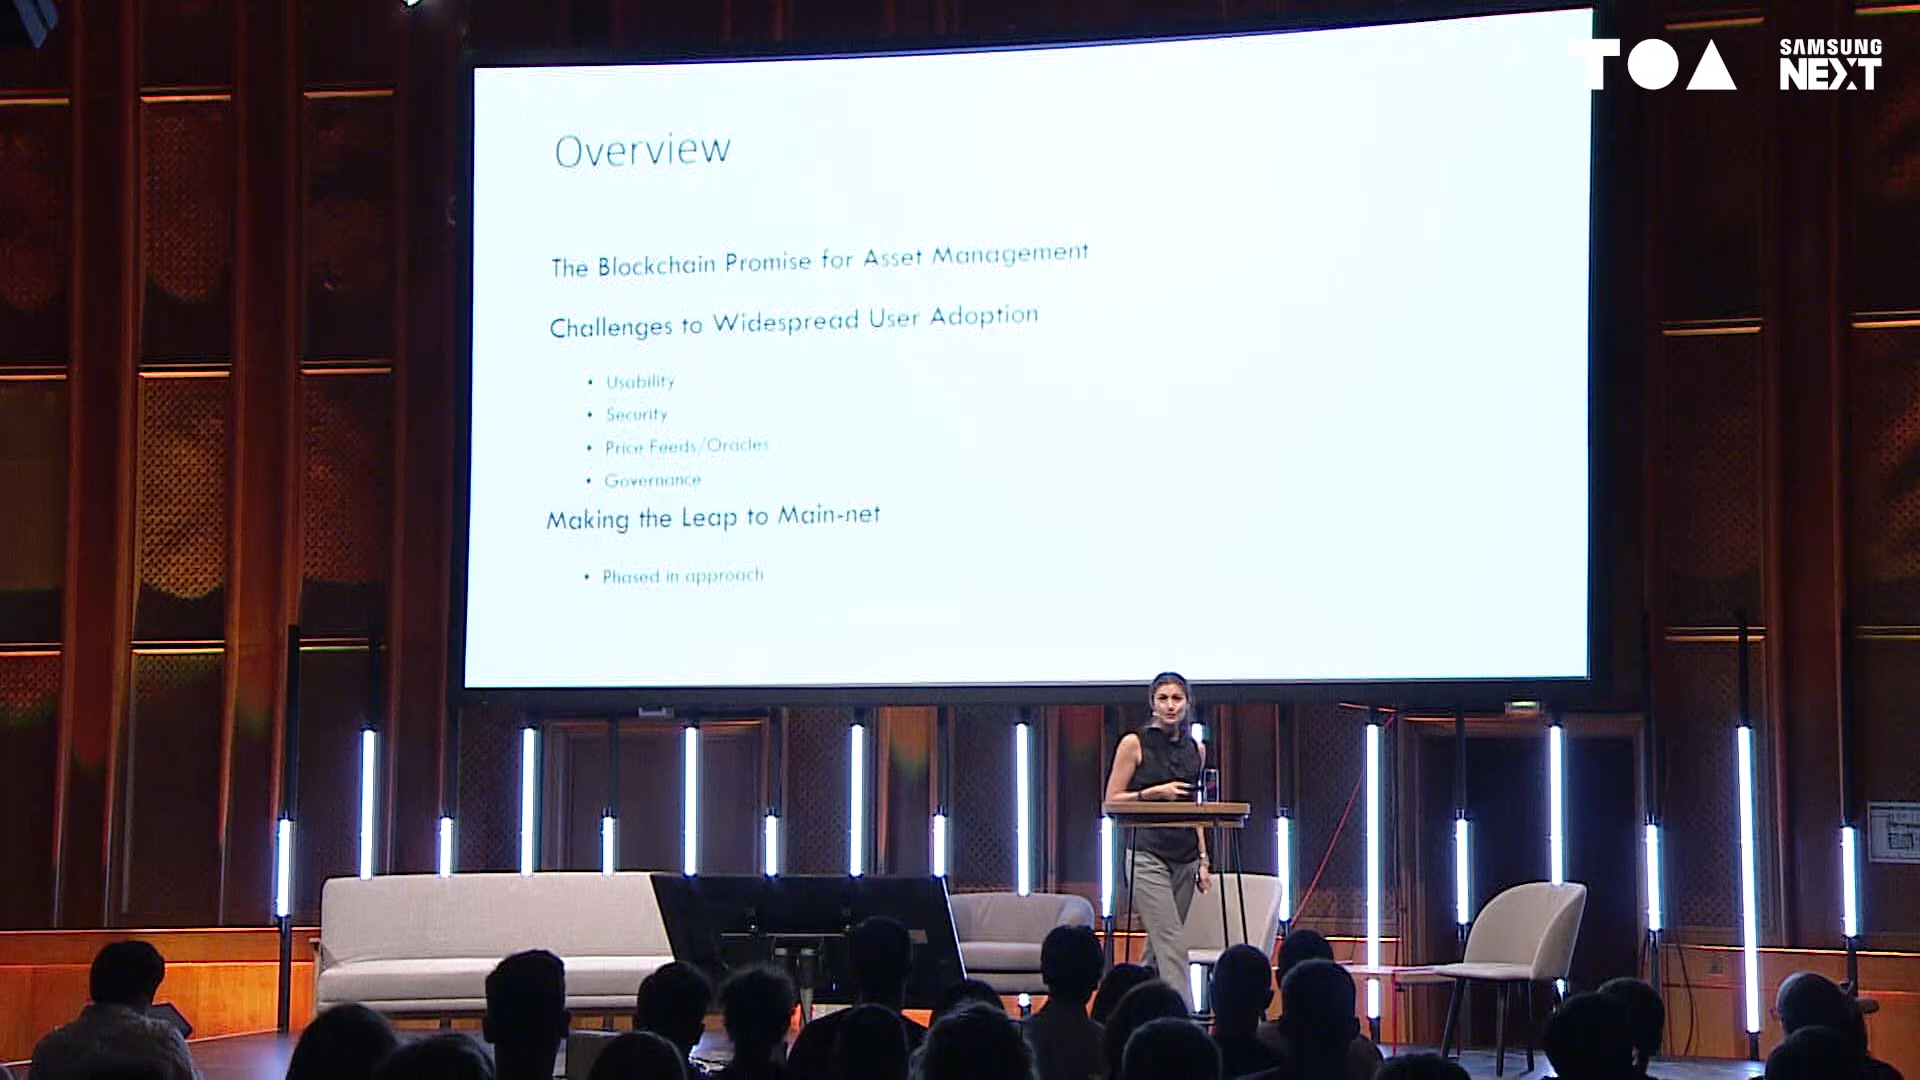 TOA
SAMSUNG
NEXT
Overview
The Blockchain Promise for Asset Management
Challenges to Widespread User Adoption
• Usability
• Security
• Price Feeds/Oracles
• Governance
Making the Leap to Main-net
• Phased in approach